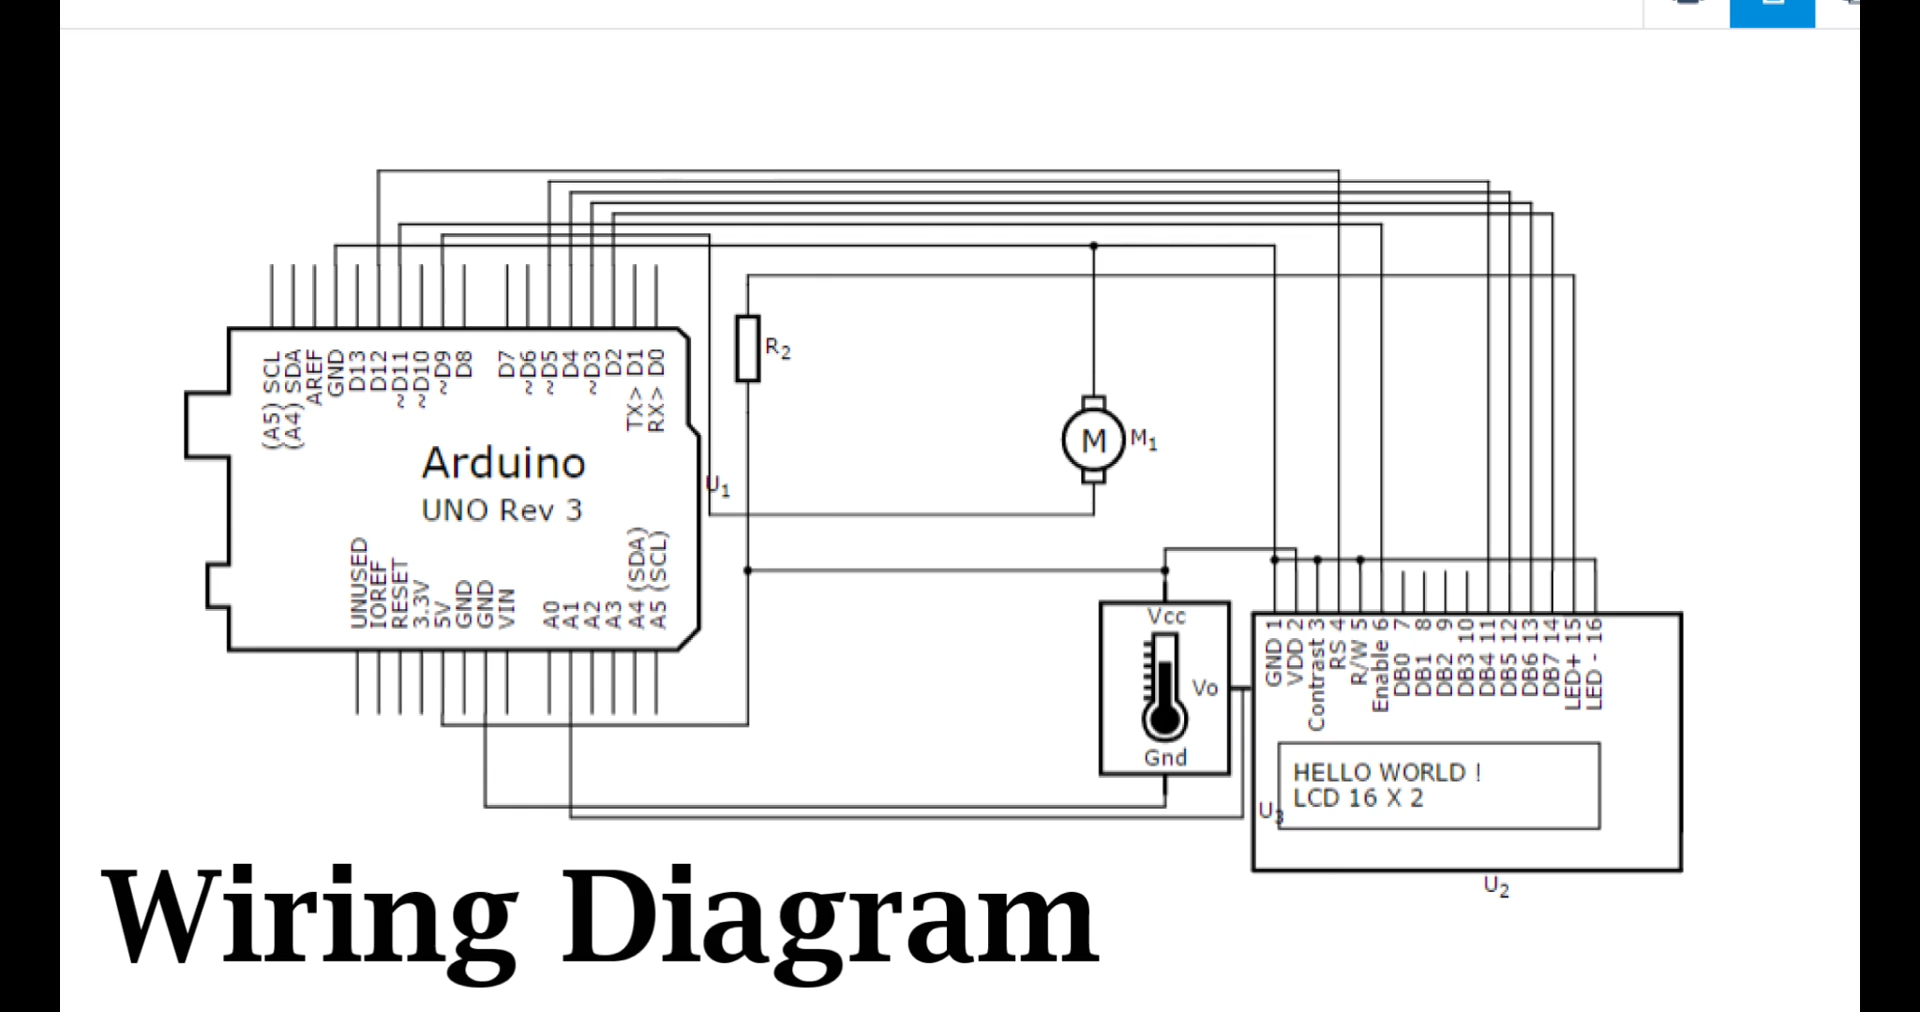 (A5) SCL
(A4) SDA
AREF
GND
D13
D12
~D11
~D10
~D9
D8
D7
~D6
~D5
D4
~D3
D2
TX> D1
RX> D0
Arduino
UNO Rev 3
U1
UNUSED
IOREF
RESET
3.3V
5V
GND
GND
VIN
A0
A1
A2
A3
A4 (SDA)
A5 (SCL)
R2
M
M1
Vcc
Vo
Gnd
U3
GND 1
VDD 2
Contrast 3
RS 4
R/W 5
Enable 6
DB0 7
DB1 8
DB2 9
DB3 10
DB4 11
DB5 12
DB6 13
DB7 14
LED+ 15
LED - 16
HELLO WORLD !
LCD 16 X 2
U2
Wiring Diagram